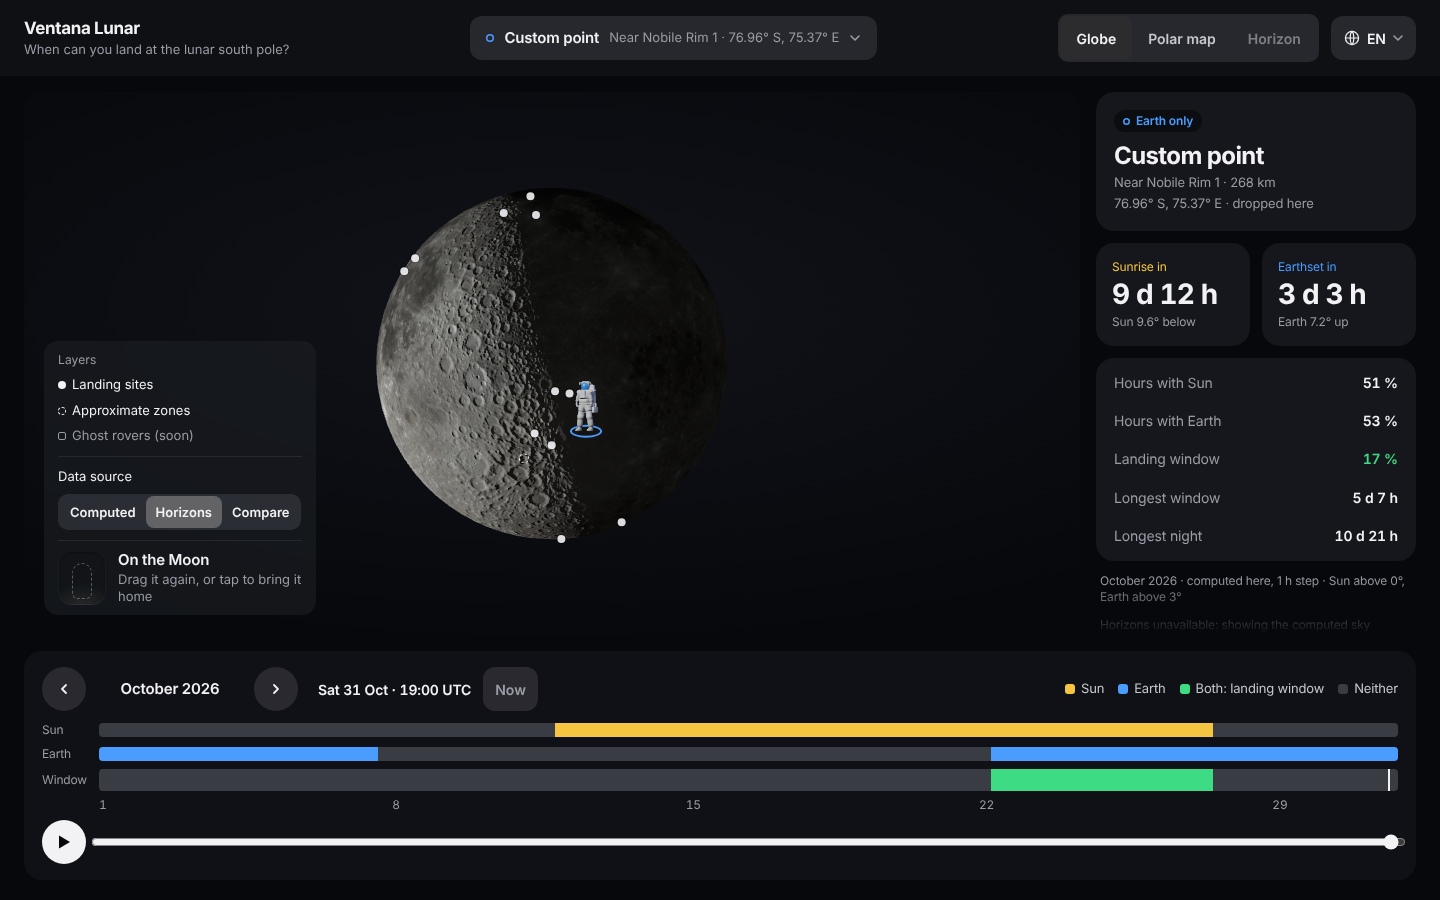 Ventana Lunar
When can you land at the lunar south pole?
Custom point Near Nobile Rim 1 · 76.96° S, 75.37° E
Globe Polar map Horizon
EN
Earth only
Custom point
Near Nobile Rim 1 · 268 km
76.96° S, 75.37° E · dropped here
Sunrise in
9 d 12 h
Sun 9.6° below
Earthset in
3 d 3 h
Earth 7.2° up
Layers
Landing sites
Approximate zones
Ghost rovers (soon)
Data source
Computed Horizons Compare
On the Moon
Drag it again, or tap to bring it
home
Hours with Sun 51 %
Hours with Earth 53 %
Landing window 17 %
Longest window 5 d 7 h
Longest night 10 d 21 h
October 2026 · computed here, 1 h step · Sun above 0°,
Earth above 3°
Horizons unavailable: showing the computed sky
October 2026
Sat 31 Oct · 19:00 UTC
Now
Sun Earth Both: landing window Neither
Sun
Earth
Window
1 8 15 22 29